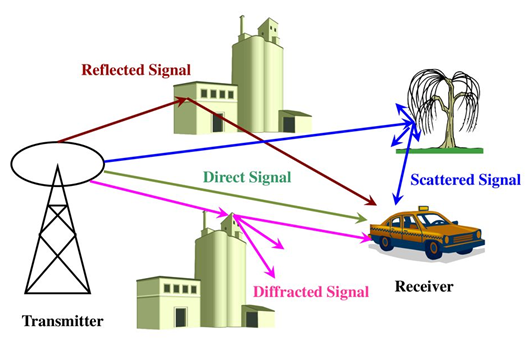 Reflected Signal
Direct Signal
Scattered Signal
Diffracted Signal
Receiver
Transmitter